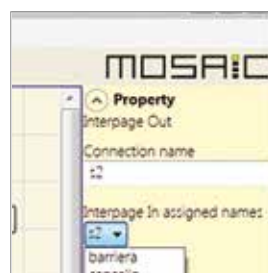 MOSAIC
Property
Interpage Out
Connection name
s2
Interpage In assigned names
s2
barriera